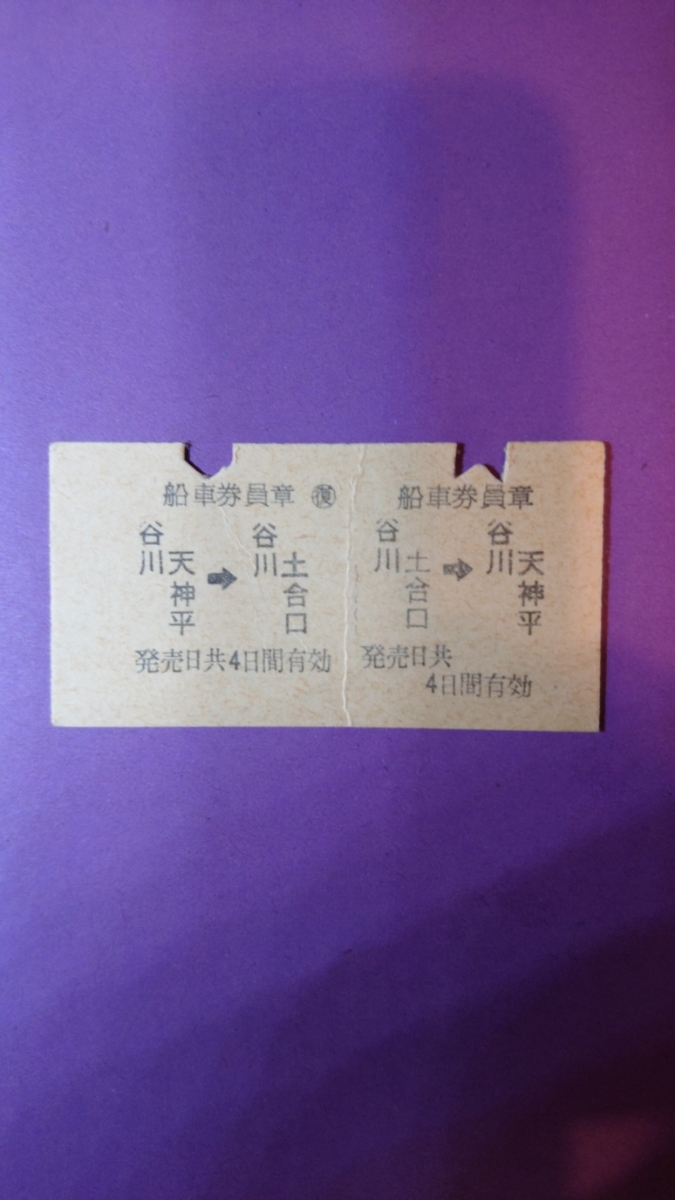 船車券員章 ㊝
谷川天神平➡谷川土合口
発売日共4日間有効
船車券員章
谷川土合口➡谷川天神平
発売日共
4日間有効